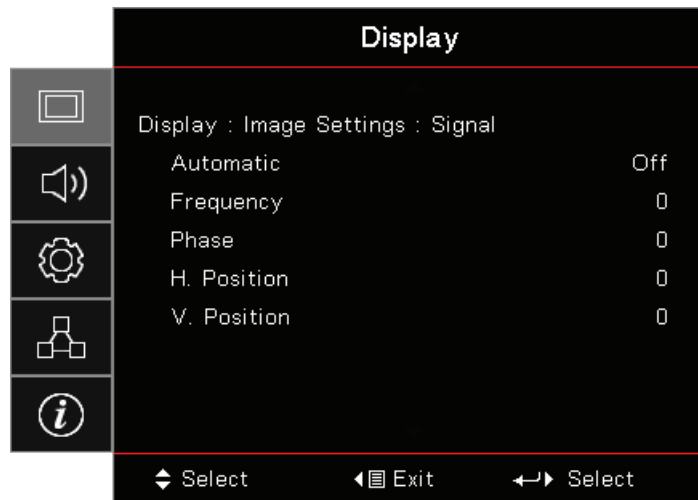 Display
Display : Image Settings : Signal
Automatic Off
Frequency 0
Phase 0
H. Position 0
V. Position 0
i
Select Exit Select